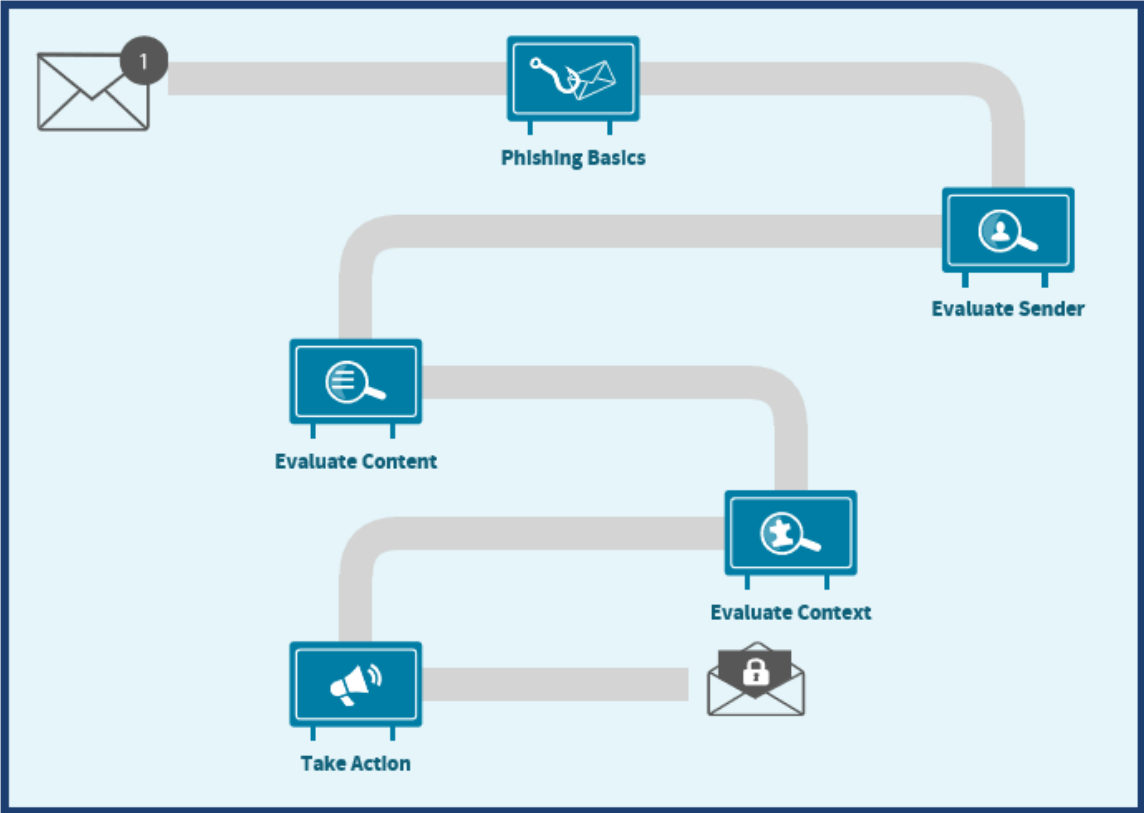 1
Phishing Basics
Evaluate Sender
Evaluate Content
Evaluate Context
Take Action